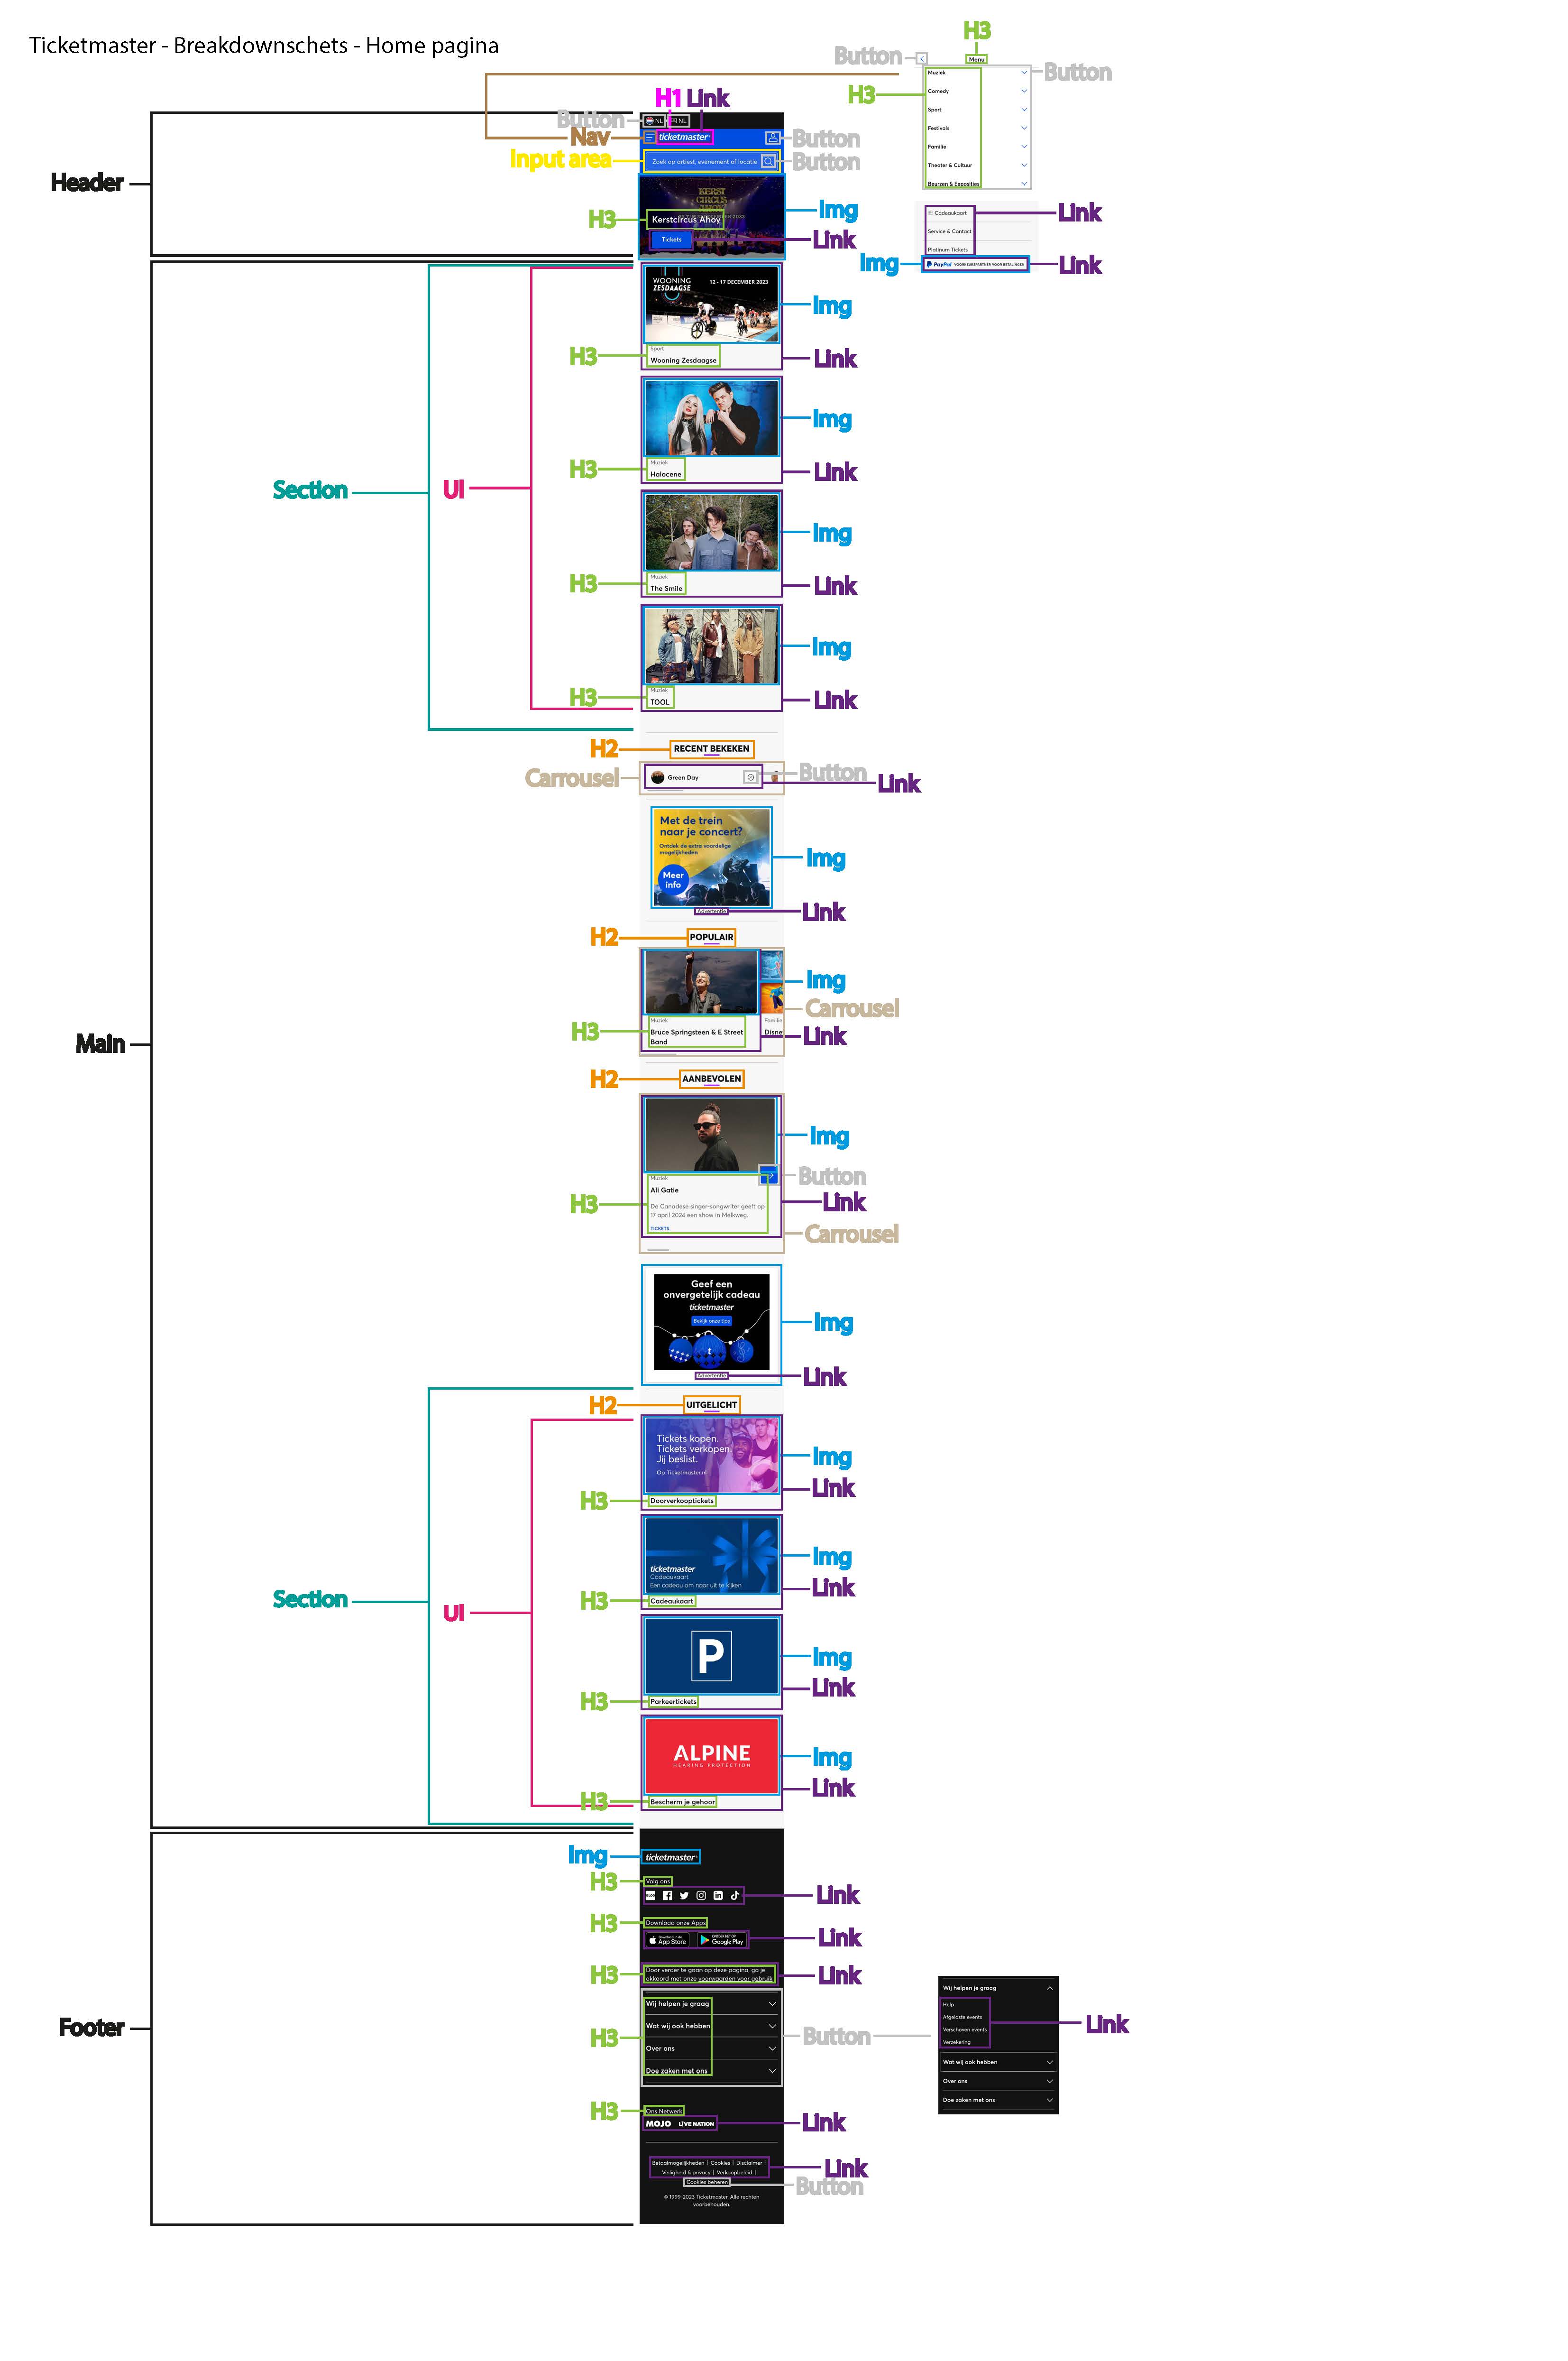 Ticketmaster - Breakdownschets - Home pagina
H3
Button
Menu
Button
H3
Muziek
Comedy
Sport
Festivals
Familie
Theater & Cultuur
Beurzen & Exposities
Cadeaukaart
Link
Service & Contact
Platinum Tickets
Img
PayPal VOORKEURSPARTNER VOOR BETALINGEN
Link
Header
H1 Link
Button
NL
NL
Nav
ticketmaster
Button
Input area
Zoek op artiest, evenement of locatie
Button
KERST
CIRCUS
AHOY
Img
H3
Kerstcircus Ahoy
Tickets
Link
Main
Section
Ul
WOONING
ZESDAAGSE
12 - 17 DECEMBER 2023
Img
H3
Sport
Wooning Zesdaagse
Link
Img
H3
Muziek
Halocene
Link
Img
H3
Muziek
The Smile
Link
Img
H3
Muziek
TOOL
Link
H2
RECENT BEKEKEN
Carrousel
Green Day
Button
Link
Met de trein
naar je concert?
Ontdek de extra voordelige
mogelijkheden
Meer
info
Img
Advertentie
Link
H2
POPULAIR
Img
Carrousel
H3
Muziek
Bruce Springsteen & E Street
Band
Familie
Disne
Link
H2
AANBEVOLEN
Img
Button
H3
Muziek
Ali Gatie
De Canadese singer-songwriter geeft op
17 april 2024 een show in Melkweg.
TICKETS
Link
Carrousel
Geef een
onvergetelijk cadeau
ticketmaster
Bekijk onze tips
t
Img
Advertentie
Link
Section
Ul
H2
UITGELICHT
Tickets kopen.
Tickets verkopen.
Jij beslist.
Op Ticketmaster.nl
Img
Link
H3
Doorverkooptickets
ticketmaster
Cadeaukaart
Een cadeau om naar uit te kijken
Img
Link
H3
Cadeaukaart
P
Img
Link
H3
Parkeertickets
ALPINE
HEARING PROTECTION
Img
Link
H3
Bescherm je gehoor
Footer
Img
ticketmaster
H3
Volg ons
BLOG
Link
H3
Download onze Apps
App Store
Google Play
Link
H3
Door verder te gaan op deze pagina, ga je
akkoord met onze voorwaarden voor gebruik
Link
H3
Wij helpen je graag
Wat wij ook hebben
Over ons
Doe zaken met ons
Button
Wij helpen je graag
Help
Afgelaste events
Verschoven events
Verzekering
Link
Wat wij ook hebben
Over ons
Doe zaken met ons
H3
Ons Netwerk
MOJO LIVE NATION
Link
Betaalmogelijkheden | Cookies | Disclaimer |
Veiligheid & privacy | Verkoopbeleid |
Link
Cookies beheren
Button
© 1999-2023 Ticketmaster. Alle rechten
voorbehouden.